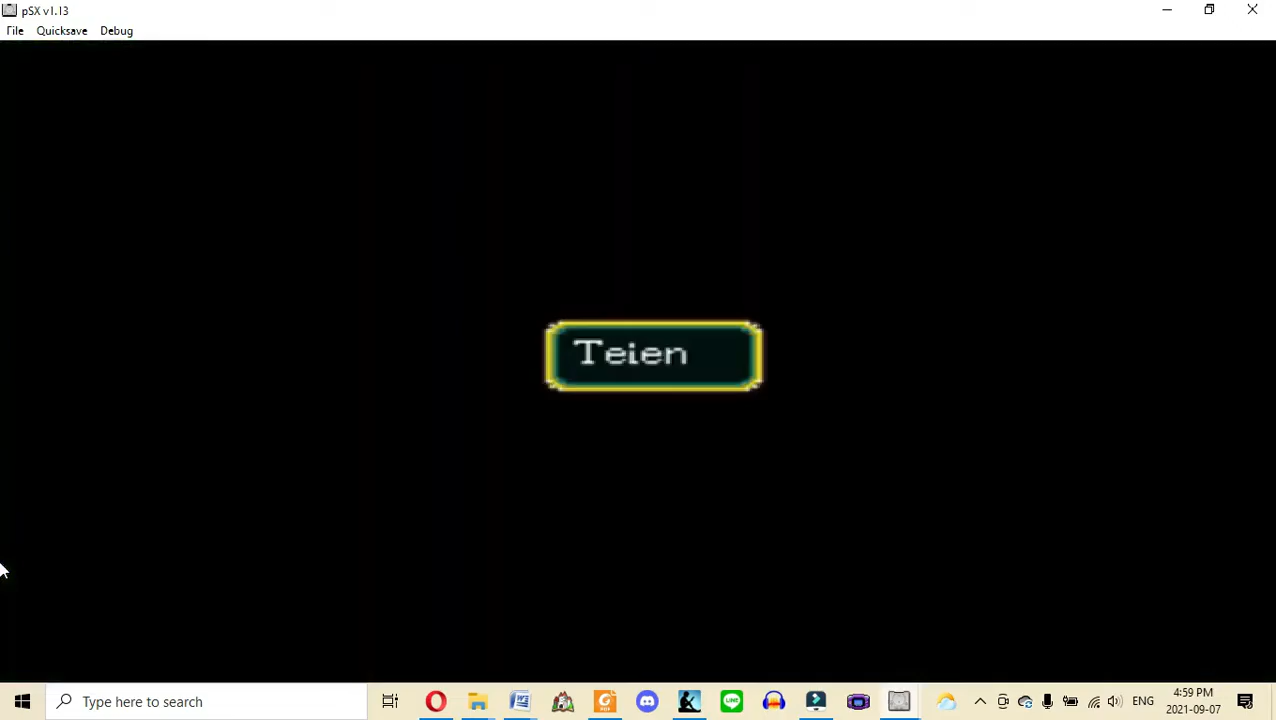 pSX v1.13
File Quicksave Debug
Teien
Type here to search
ENG
4:59 PM
2021-09-07